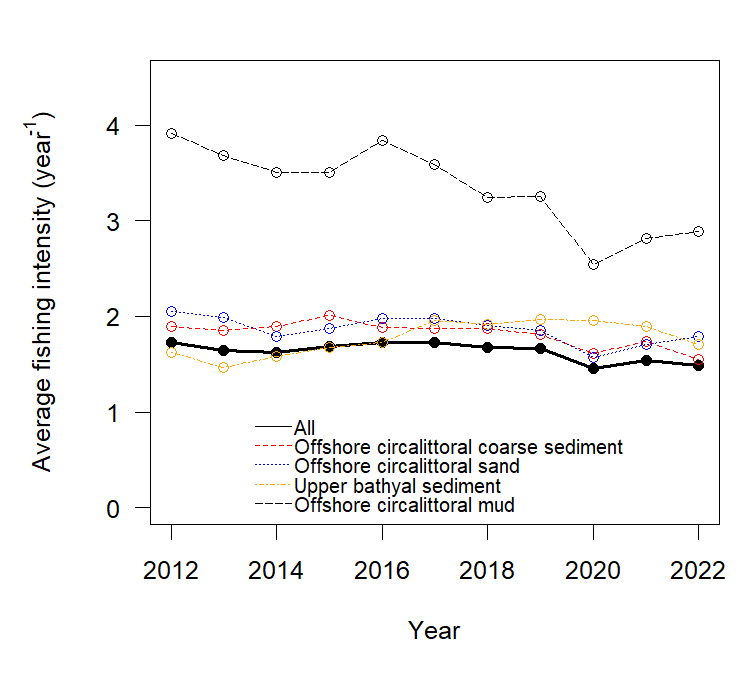 Average fishing intensity (year⁻¹)
4
3
2
1
0
All
Offshore circalittoral coarse sediment
Offshore circalittoral sand
Upper bathyal sediment
Offshore circalittoral mud
2012 2014 2016 2018 2020 2022
Year